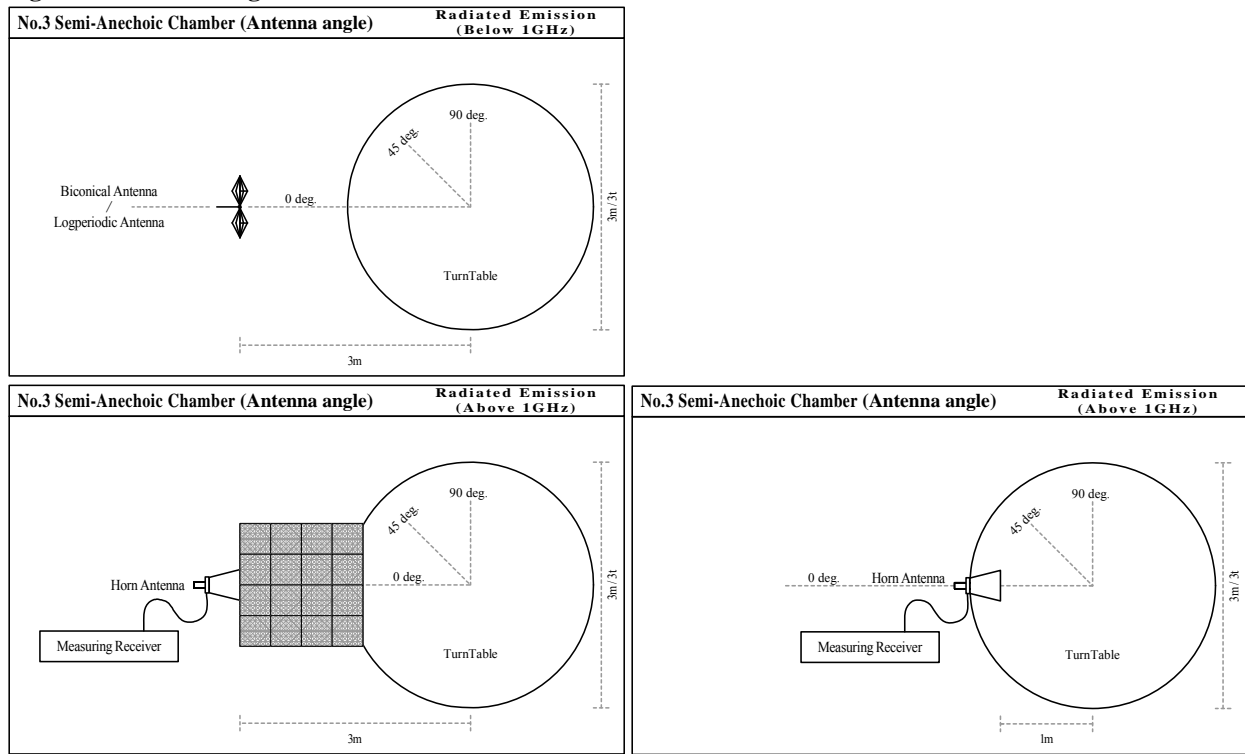 No.3 Semi-Anechoic Chamber (Antenna angle)
Radiated Emission
(Below 1GHz)
90 deg.
45 deg.
0 deg.
Biconical Antenna
/
Logperiodic Antenna
TurnTable
3m / 3t
3m
No.3 Semi-Anechoic Chamber (Antenna angle)
Radiated Emission
(Above 1GHz)
90 deg.
45 deg.
0 deg.
Horn Antenna
Measuring Receiver
TurnTable
3m / 3t
3m
No.3 Semi-Anechoic Chamber (Antenna angle)
Radiated Emission
(Above 1GHz)
90 deg.
45 deg.
0 deg.
Horn Antenna
Measuring Receiver
TurnTable
3m / 3t
1m